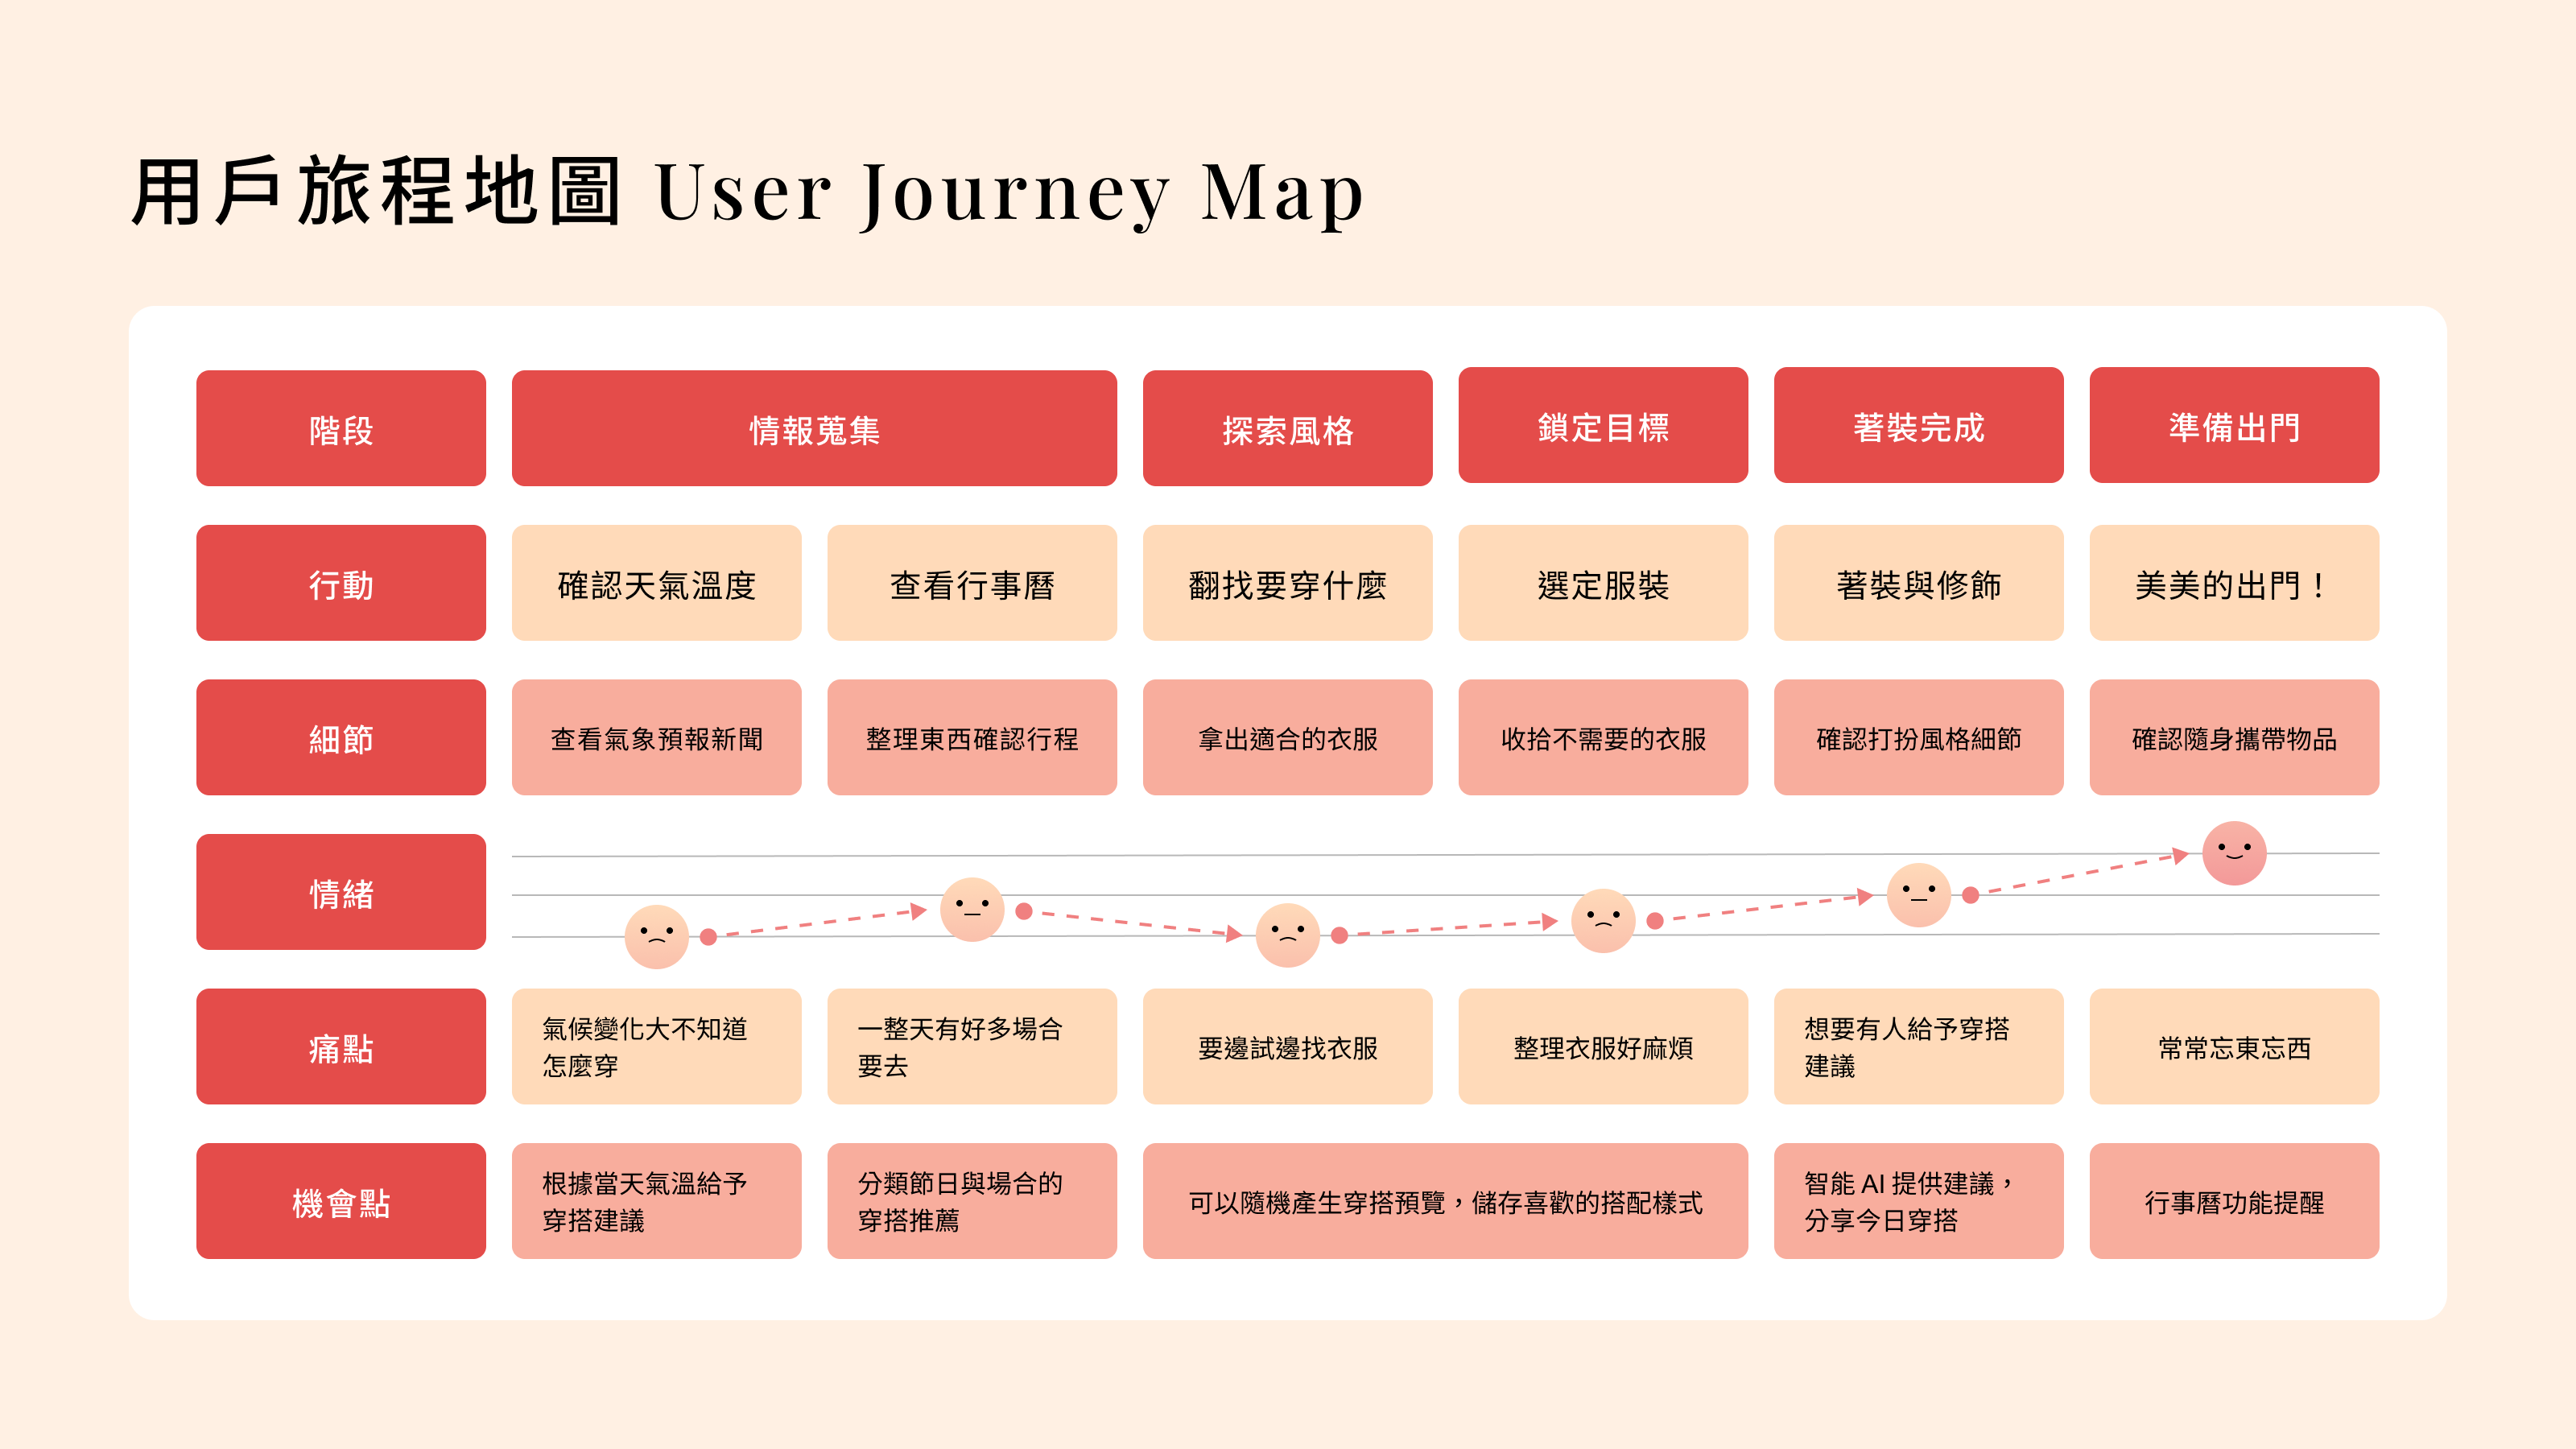 用戶旅程地圖 User Journey Map
階段
情報蒐集
探索風格
鎖定目標
著裝完成
準備出門
行動
確認天氣溫度
查看行事曆
翻找要穿什麼
選定服裝
著裝與修飾
美美的出門！
細節
查看氣象預報新聞
整理東西確認行程
拿出適合的衣服
收拾不需要的衣服
確認打扮風格細節
確認隨身攜帶物品
情緒
痛點
氣候變化大不知道
怎麼穿
一整天有好多場合
要去
要邊試邊找衣服
整理衣服好麻煩
想要有人給予穿搭
建議
常常忘東忘西
機會點
根據當天氣溫給予
穿搭建議
分類節日與場合的
穿搭推薦
可以隨機產生穿搭預覽，儲存喜歡的搭配樣式
智能 AI 提供建議，
分享今日穿搭
行事曆功能提醒